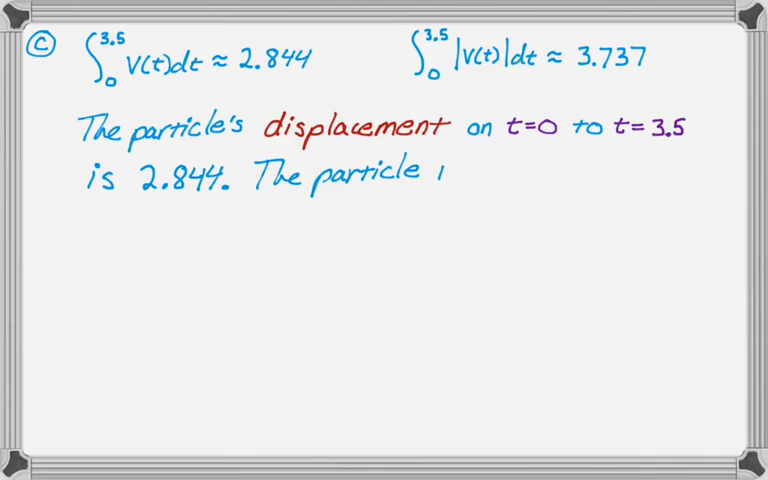 © ∫₀^3.5 v(t)dt ≈ 2.844 ∫₀^3.5 |v(t)|dt ≈ 3.737
The particle's displacement on t=0 to t=3.5
is 2.844. The particle